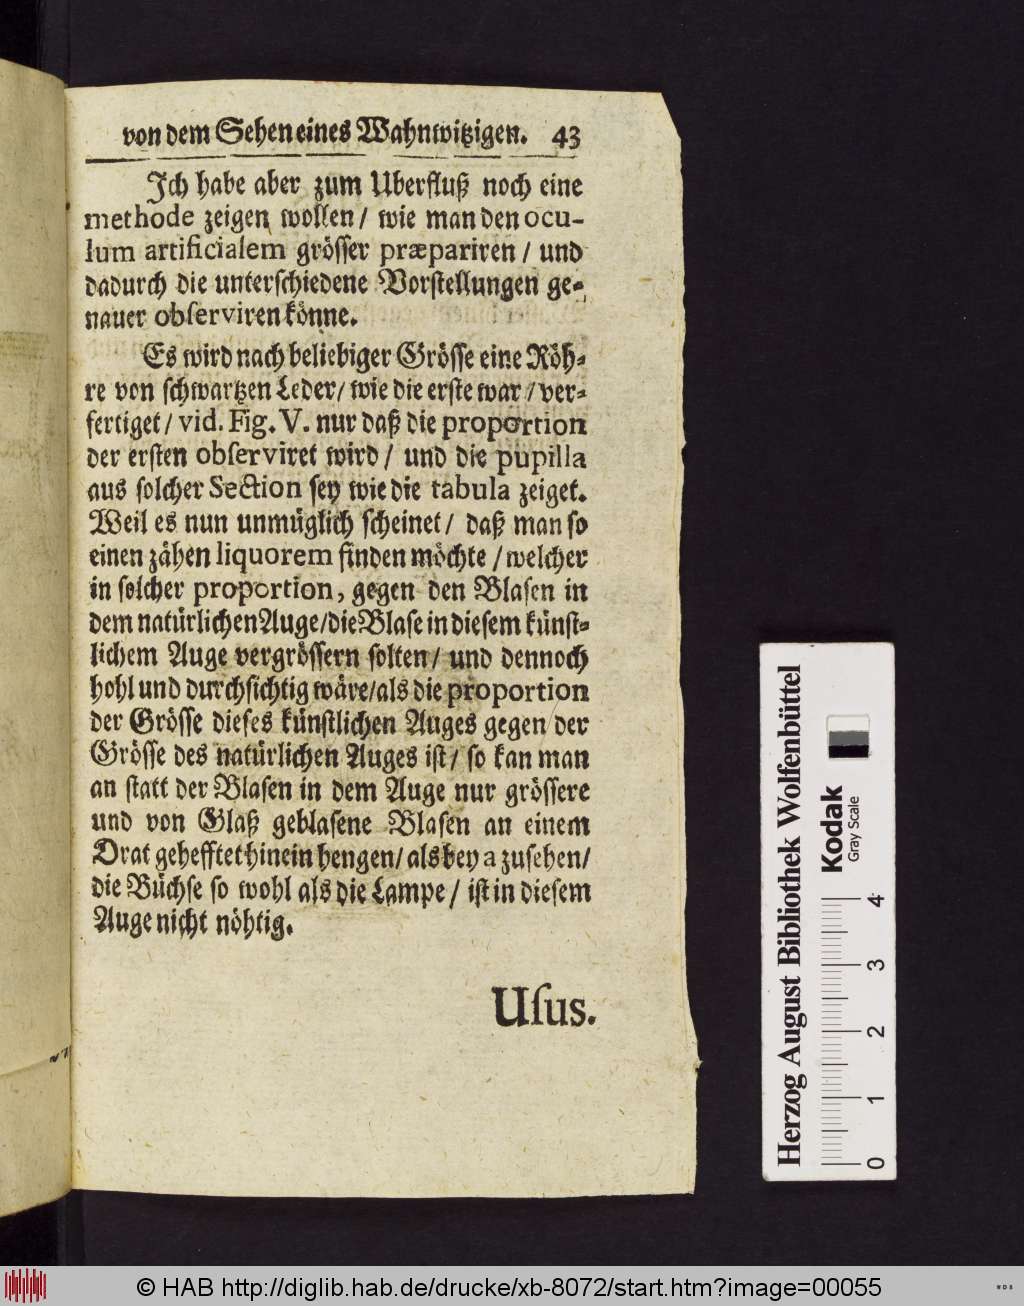 von dem Sehen eines Wahnwitzigen. 43
Ich habe aber zum Uberfluß noch eine
methode zeigen wollen / wie man den ocu-
lum artificialem grösser præpariren / und
dadurch die unterschiedene Vorstellungen ge-
nauer observiren könne.
Es wird nach beliebiger Grösse eine Röh-
re von schwartzen Leder / wie die erste war / ver-
fertiget / vid. Fig. V. nur daß die proportion
der ersten observiret wird / und die pupilla
aus solcher Section sey wie die tabula zeiget.
Weil es nun unmüglich scheinet / daß man so
einen zähen liquorem finden möchte / welcher
in solcher proportion, gegen den Blasen in
dem natürlichen Auge / die Blase in diesem künst-
lichem Auge vergrössern solten / und dennoch
hohl und durchsichtig wäre / als die proportion
der Grösse dieses künstlichen Auges gegen der
Grösse des natürlichen Auges ist / so kan man
an statt der Blasen in dem Auge nur grössere
und von Glaß geblasene Blasen an einem
Drat gehefftet hinein hengen / als bey a zusehen /
die Büchse so wohl als die Lampe / ist in diesem
Auge nicht nöhtig.
Usus.
Herzog August Bibliothek Wolfenbüttel
Kodak
Gray Scale
0 1 2 3 4
© HAB http://diglib.hab.de/drucke/xb-8072/start.htm?image=00055